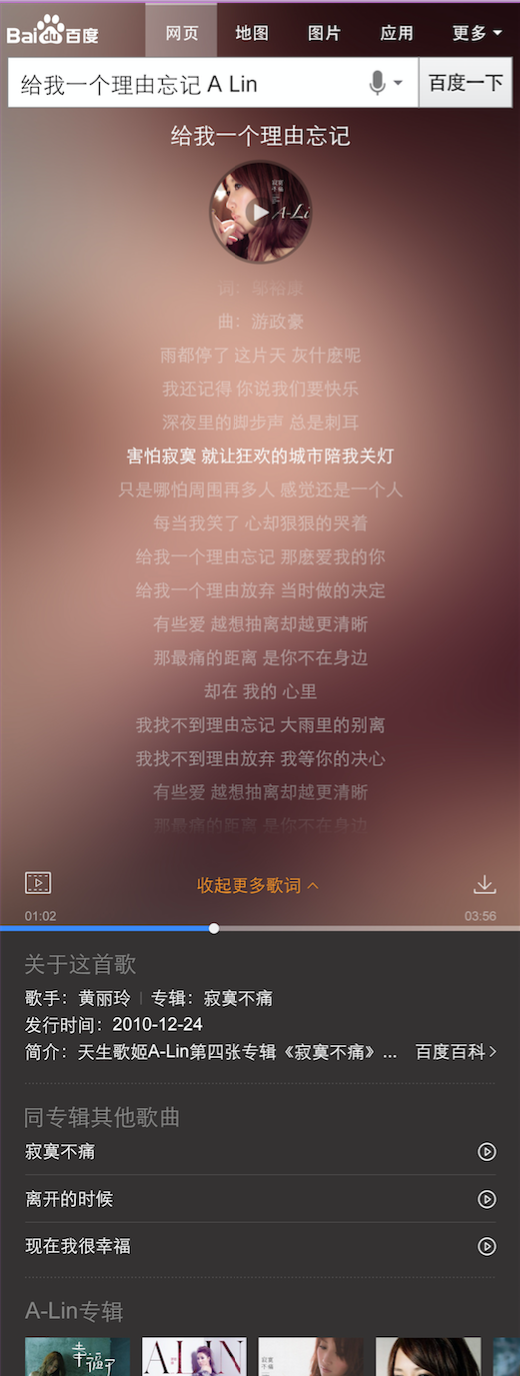 Baidu百度
网页
地图
图片
应用
更多
给我一个理由忘记 A Lin
百度一下
给我一个理由忘记
寂寞不痛
A-Lin
词：邬裕康
曲：游政豪
雨都停了 这片天 灰什麽呢
我还记得 你说我们要快乐
深夜里的脚步声 总是刺耳
害怕寂寞 就让狂欢的城市陪我关灯
只是哪怕周围再多人 感觉还是一个人
每当我笑了 心却狠狠的哭着
给我一个理由忘记 那麽爱我的你
给我一个理由放弃 当时做的决定
有些爱 越想抽离却越更清晰
那最痛的距离 是你不在身边
却在 我的 心里
我找不到理由忘记 大雨里的别离
我找不到理由放弃 我等你的决心
有些爱 越想抽离却越更清晰
那最痛的距离 是你不在身边
收起更多歌词
01:02
03:56
关于这首歌
歌手：黄丽玲 | 专辑：寂寞不痛
发行时间：2010-12-24
简介：天生歌姬A-Lin第四张专辑《寂寞不痛》... 百度百科
同专辑其他歌曲
寂寞不痛
离开的时候
现在我很幸福
A-Lin专辑
幸福了
A LIN